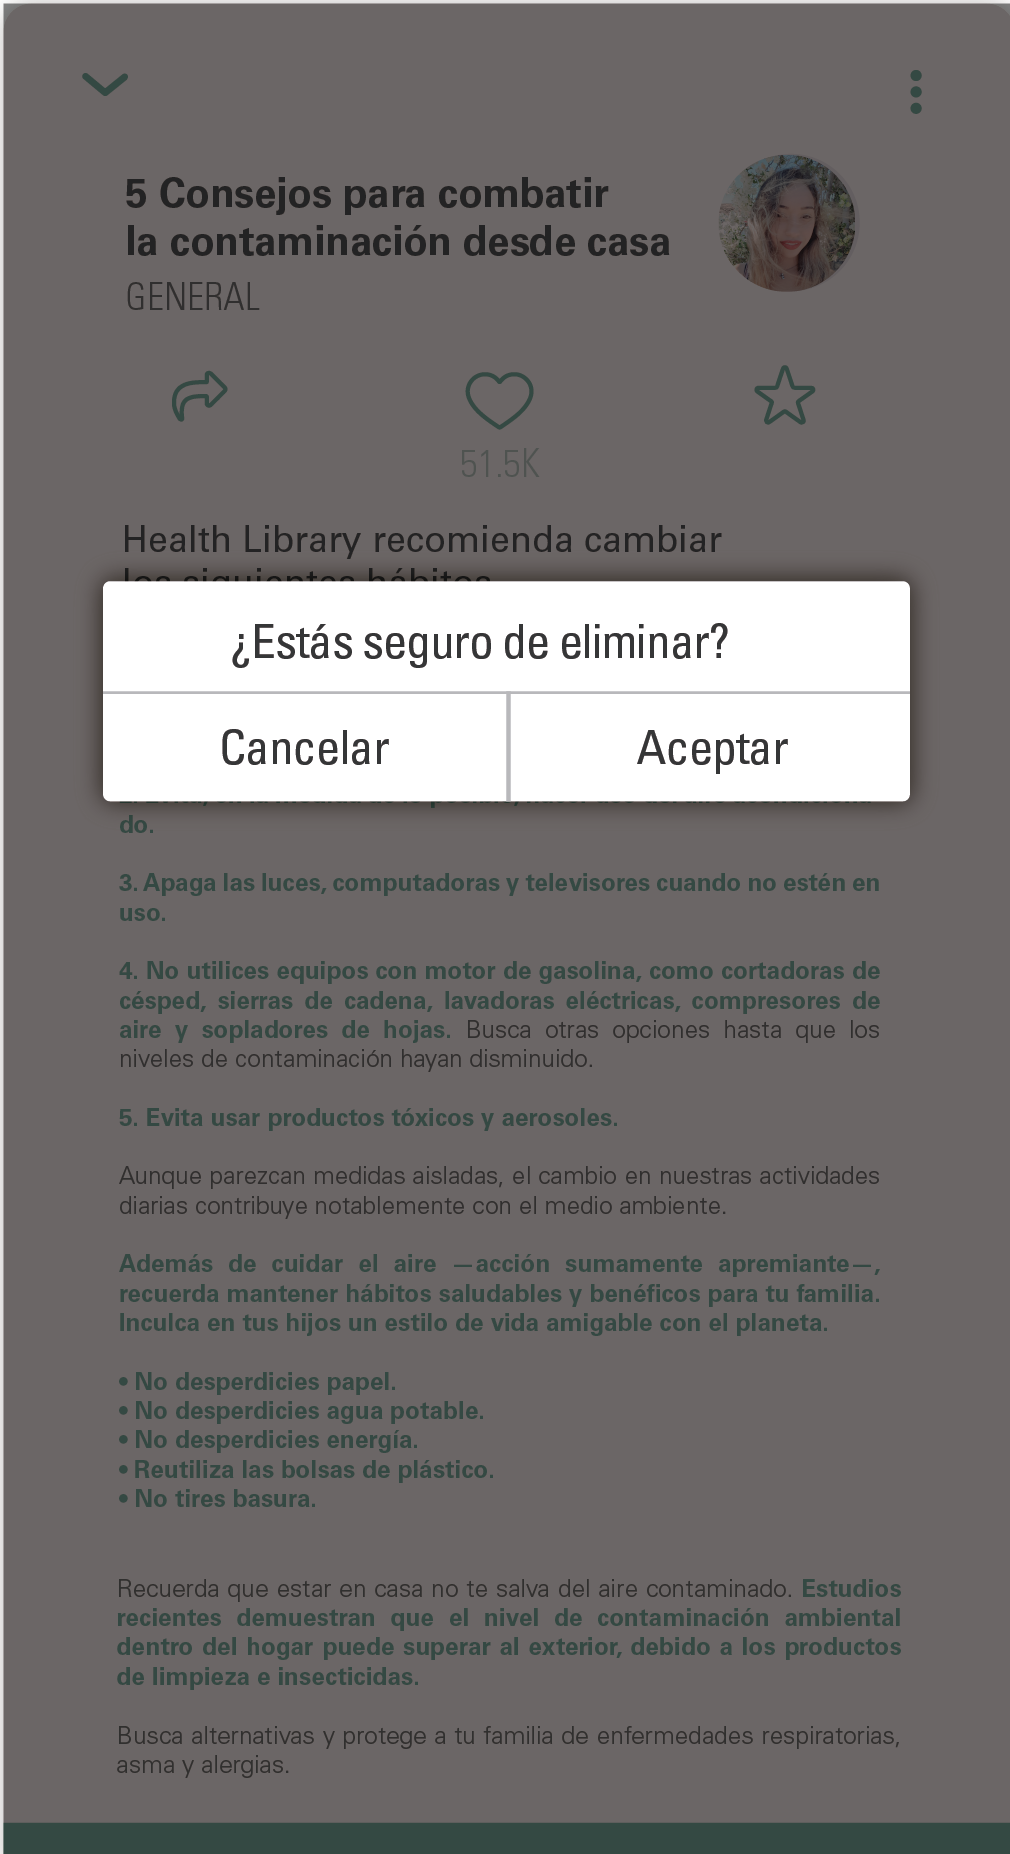 5 Consejos para combatir
la contaminación desde casa
GENERAL
51.5K
Health Library recomienda cambiar
los siguientes hábitos
¿Estás seguro de eliminar?
Cancelar
Aceptar
do.
3. Apaga las luces, computadoras y televisores cuando no estén en
uso.
4. No utilices equipos con motor de gasolina, como cortadoras de
césped, sierras de cadena, lavadoras eléctricas, compresores de
aire y sopladores de hojas. Busca otras opciones hasta que los
niveles de contaminación hayan disminuido.
5. Evita usar productos tóxicos y aerosoles.
Aunque parezcan medidas aisladas, el cambio en nuestras actividades
diarias contribuye notablemente con el medio ambiente.
Además de cuidar el aire —acción sumamente apremiante—,
recuerda mantener hábitos saludables y benéficos para tu familia.
Inculca en tus hijos un estilo de vida amigable con el planeta.
• No desperdicies papel.
• No desperdicies agua potable.
• No desperdicies energía.
• Reutiliza las bolsas de plástico.
• No tires basura.
Recuerda que estar en casa no te salva del aire contaminado. Estudios
recientes demuestran que el nivel de contaminación ambiental
dentro del hogar puede superar al exterior, debido a los productos
de limpieza e insecticidas.
Busca alternativas y protege a tu familia de enfermedades respiratorias,
asma y alergias.